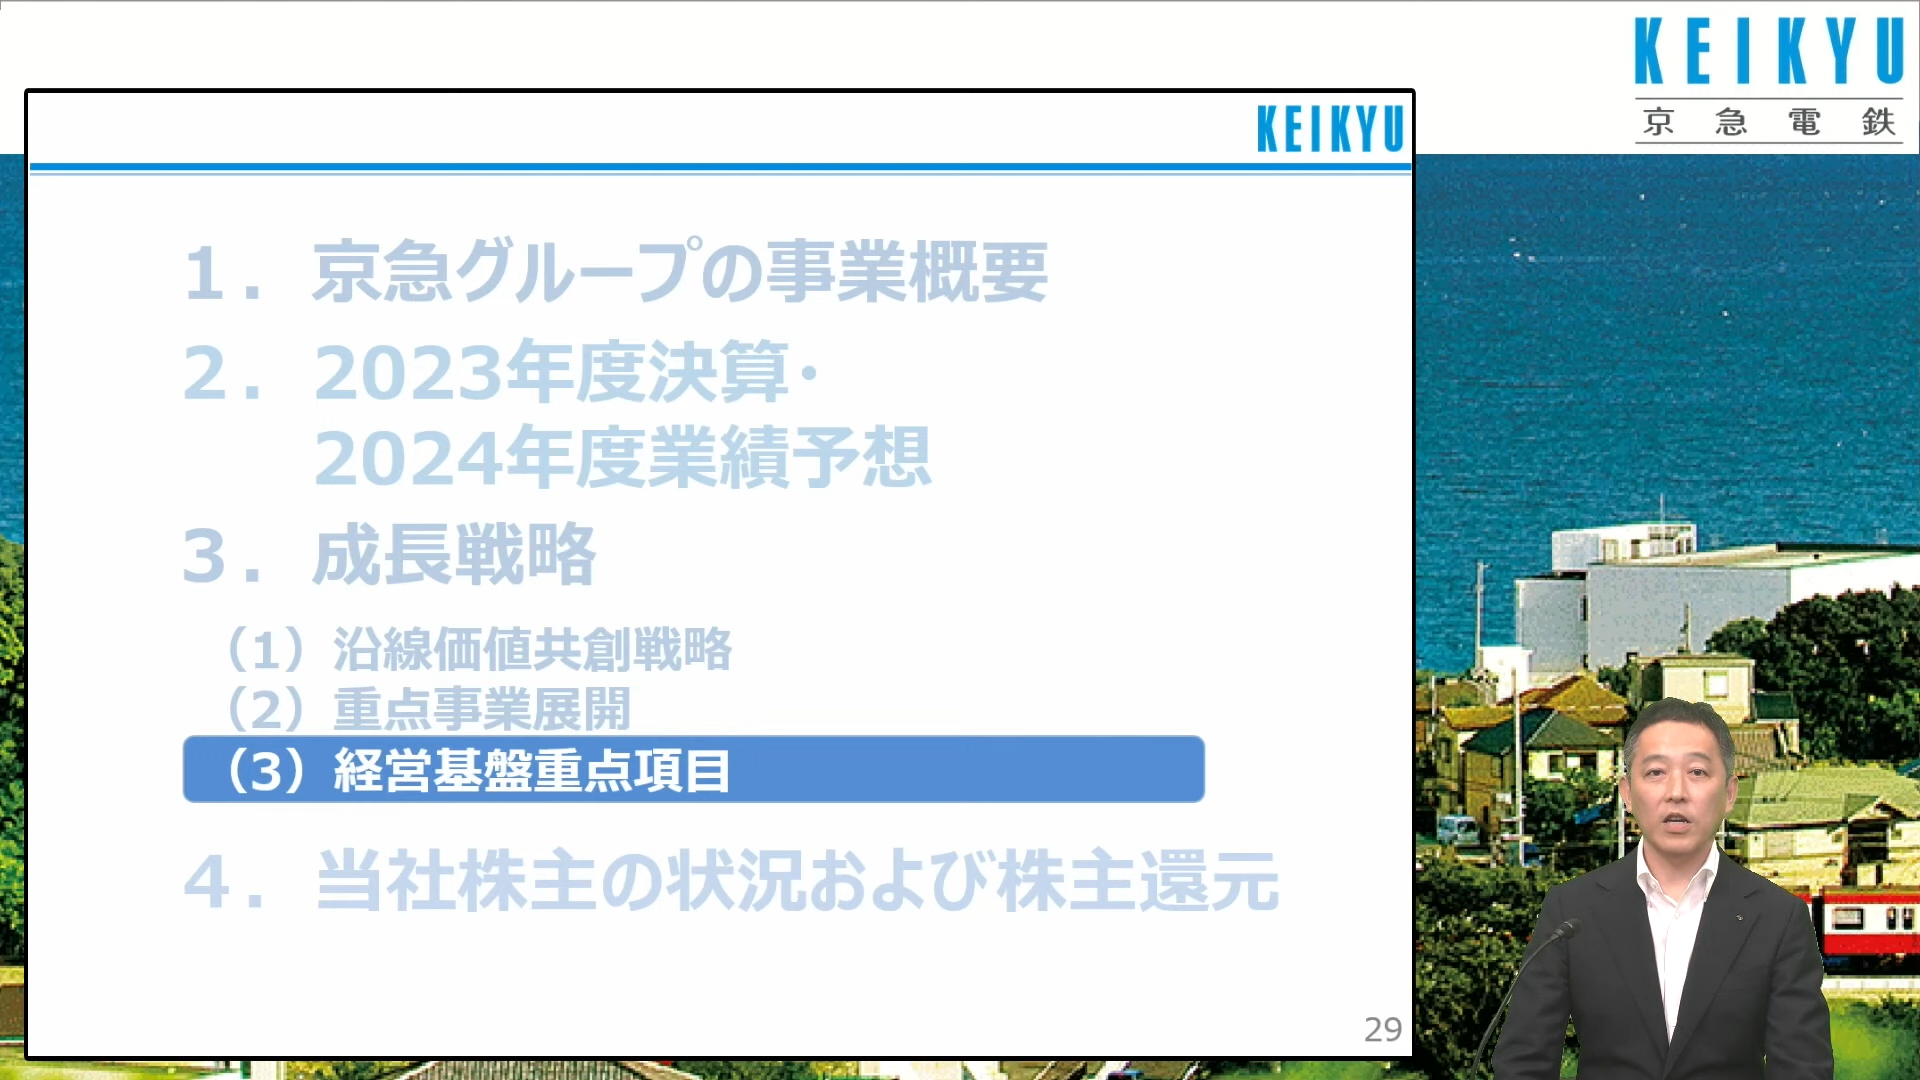 KEIKYU
京急電鉄
KEIKYU
1．京急グループの事業概要
2．2023年度決算･
2024年度業績予想
3．成長戦略
（1）沿線価値共創戦略
（2）重点事業展開
（3）経営基盤重点項目
4．当社株主の状況および株主還元
29